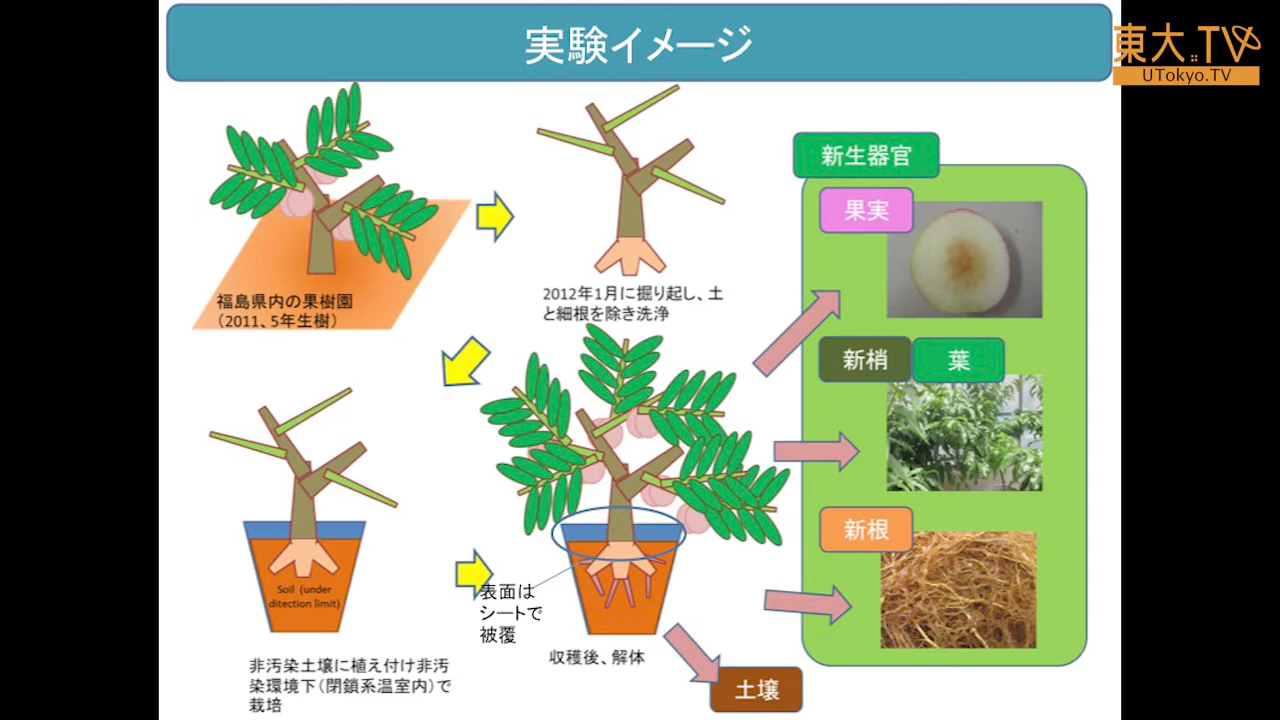 実験イメージ
東大.TV
UTokyo.TV
福島県内の果樹園
（2011、5年生樹）
2012年1月に掘り起し、土
と細根を除き洗浄
非汚染土壌に植え付け非汚
染環境下（閉鎖系温室内）で
栽培
Soil (under
ditection limit)
表面は
シートで
被覆
収穫後、解体
新生器官
果実
新梢
葉
新根
土壌